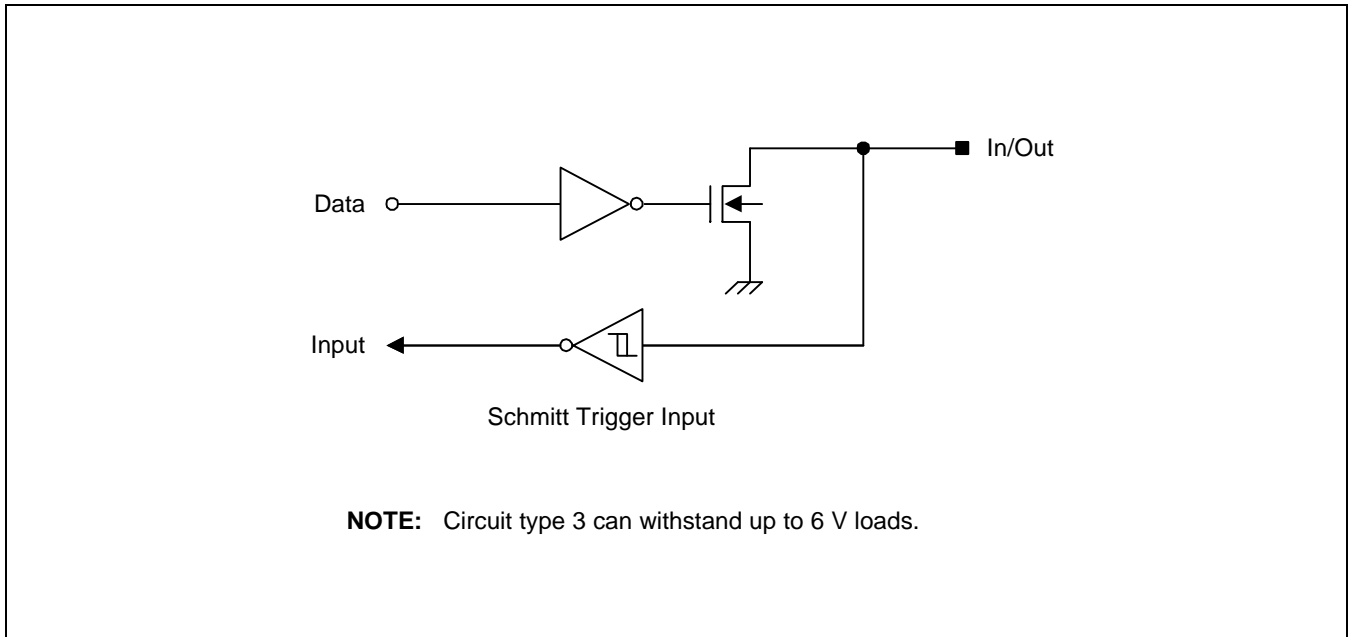 In/Out
Data
Input
Schmitt Trigger Input
NOTE: Circuit type 3 can withstand up to 6 V loads.